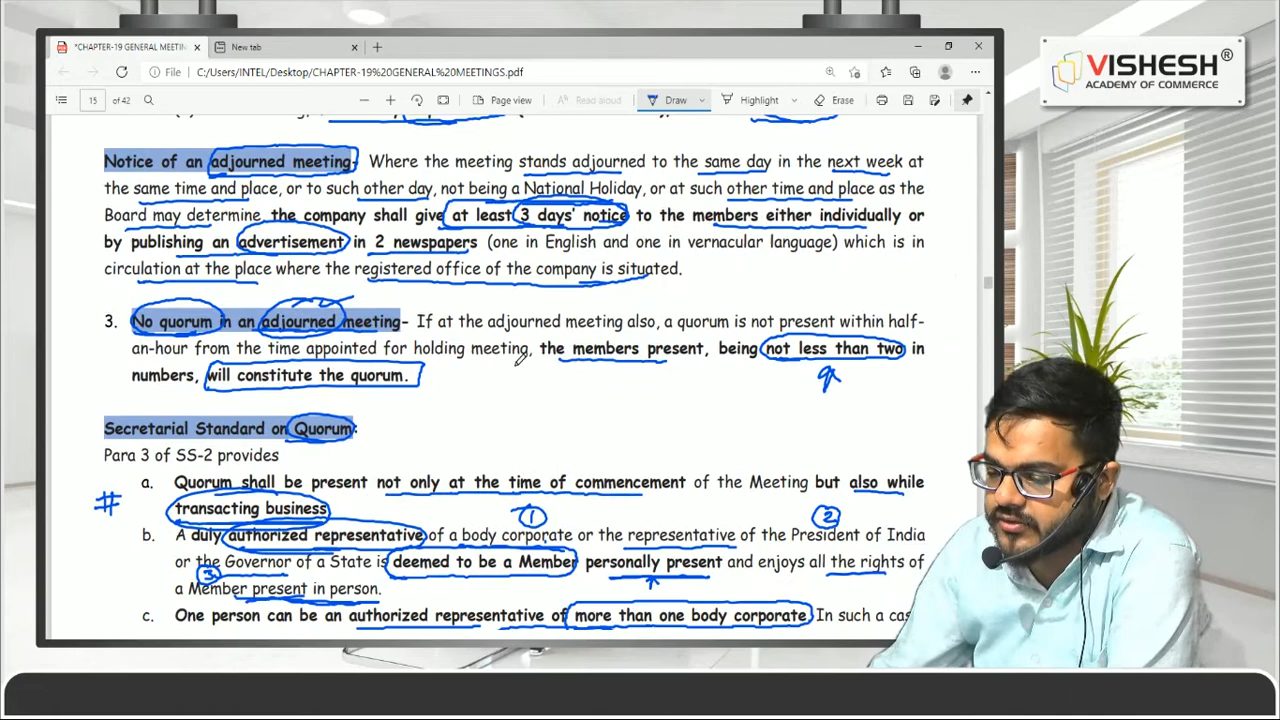 *CHAPTER-19 GENERAL MEETIN
New tab
VISHESH®
ACADEMY OF COMMERCE
File C:/Users/INTEL/Desktop/CHAPTER-19%20GENERAL%20MEETINGS.pdf
15 of 42 Page view Read aloud Draw Highlight Erase
Notice of an adjourned meeting- Where the meeting stands adjourned to the same day in the next week at
the same time and place, or to such other day, not being a National Holiday, or at such other time and place as the
Board may determine, the company shall give at least 3 days' notice to the members either individually or
by publishing an advertisement in 2 newspapers (one in English and one in vernacular language) which is in
circulation at the place where the registered office of the company is situated.
3. No quorum in an adjourned meeting- If at the adjourned meeting also, a quorum is not present within half-
an-hour from the time appointed for holding meeting, the members present, being not less than two in
numbers, will constitute the quorum.
Secretarial Standard on Quorum:
Para 3 of SS-2 provides
a. Quorum shall be present not only at the time of commencement of the Meeting but also while
# transacting business
1 2
b. A duly authorized representative of a body corporate or the representative of the President of India
or the Governor of a State is deemed to be a Member personally present and enjoys all the rights of
3
a Member present in person.
c. One person can be an authorized representative of more than one body corporate. In such a cas